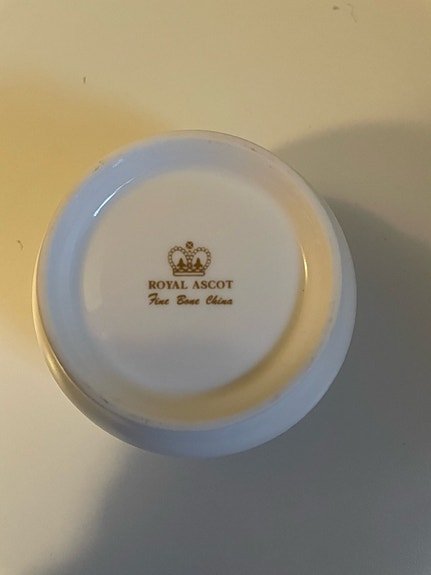 ROYAL ASCOT
Fine Bone China